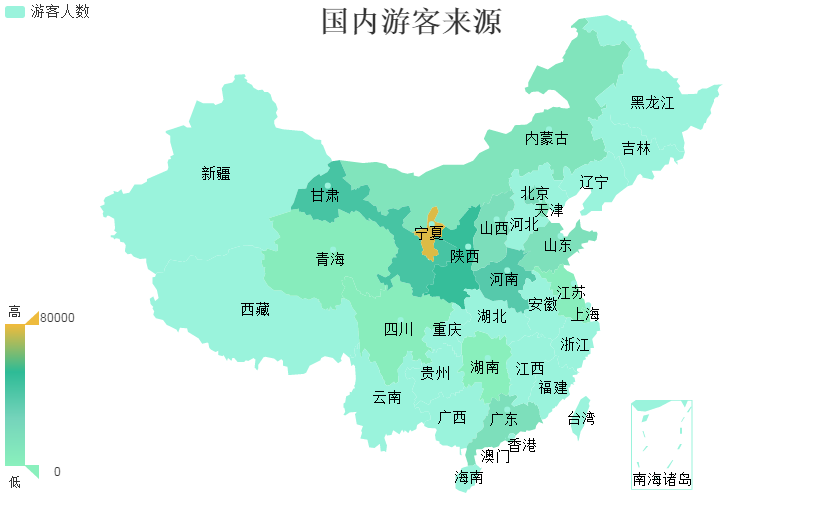 游客人数
国内游客来源
黑龙江
内蒙古
吉林
新疆
辽宁
北京
甘肃
天津
宁夏
山西
河北
陕西
山东
青海
河南
江苏
西藏
安徽
高
80000
湖北
上海
四川
重庆
浙江
贵州
湖南
江西
福建
云南
广西
广东
台湾
香港
澳门
0
低
海南
南海诸岛